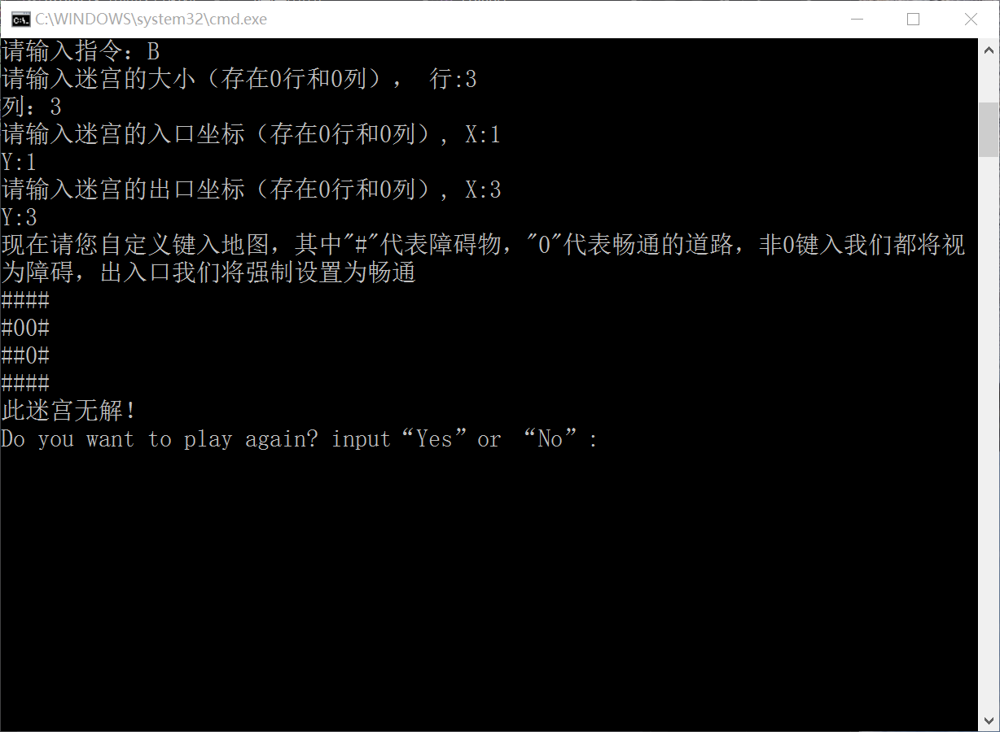 C:\WINDOWS\system32\cmd.exe
请输入指令：B
请输入迷宫的大小（存在0行和0列）， 行:3
列：3
请输入迷宫的入口坐标（存在0行和0列）, X:1
Y:1
请输入迷宫的出口坐标（存在0行和0列）, X:3
Y:3
现在请您自定义键入地图，其中"#"代表障碍物，"0"代表畅通的道路，非0键入我们都将视
为障碍，出入口我们将强制设置为畅通
####
#00#
##0#
####
此迷宫无解！
Do you want to play again? input“Yes”or “No”: